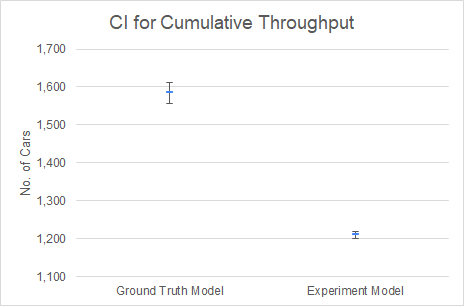 CI for Cumulative Throughput
No. of Cars
1,700
1,600
1,500
1,400
1,300
1,200
1,100
Ground Truth Model
Experiment Model